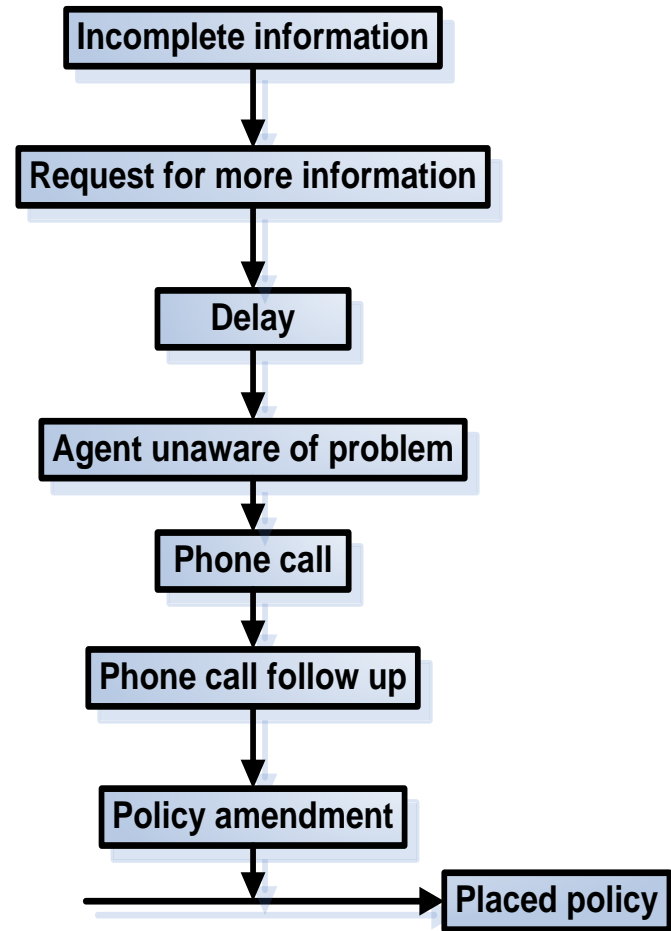 Incomplete information
Request for more information
Delay
Agent unaware of problem
Phone call
Phone call follow up
Policy amendment
Placed policy